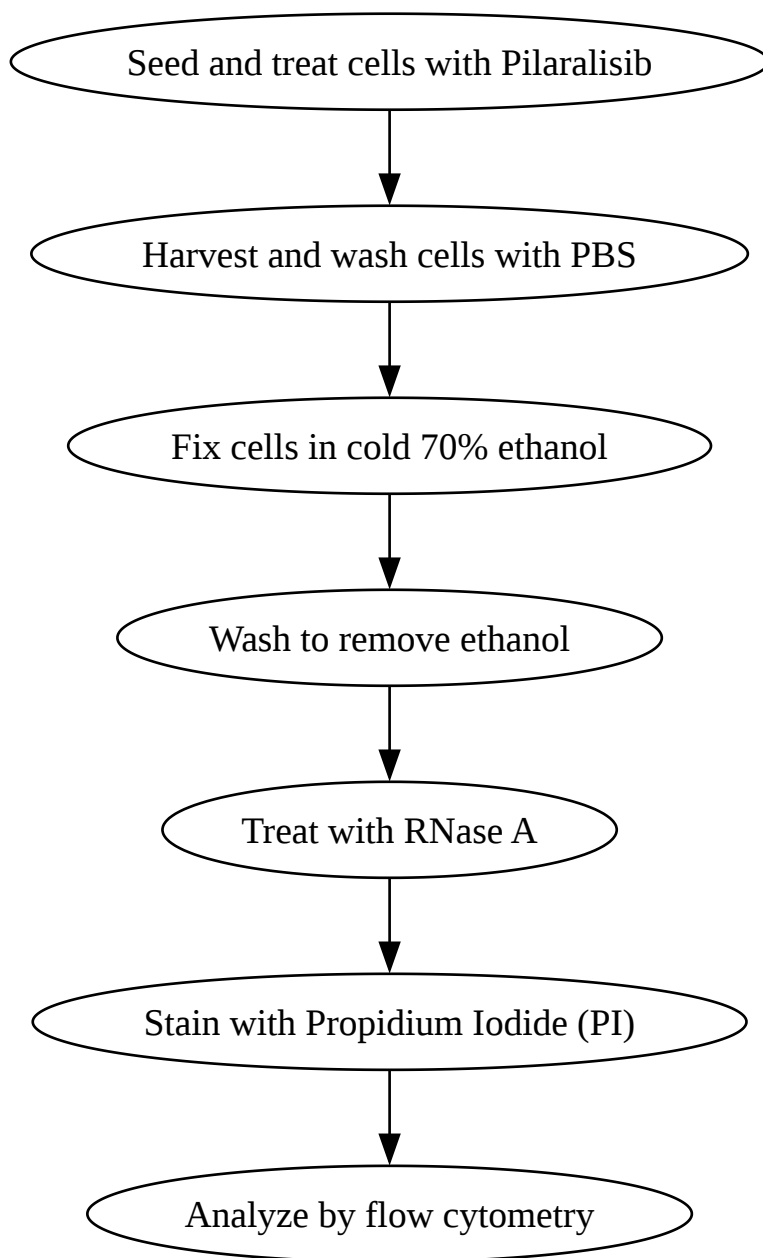 Seed and treat cells with Pilaralisib
Harvest and wash cells with PBS
Fix cells in cold 70% ethanol
Wash to remove ethanol
Treat with RNase A
Stain with Propidium Iodide (PI)
Analyze by flow cytometry